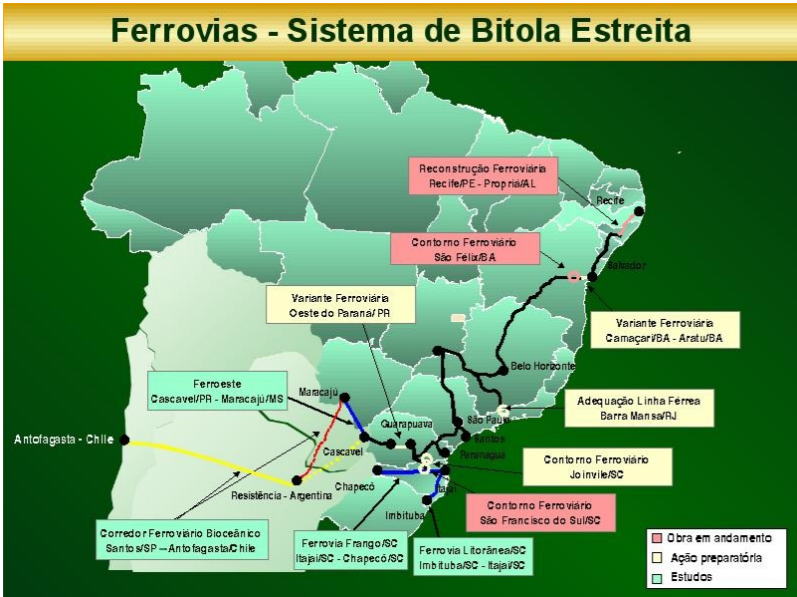 Ferrovias - Sistema de Bitola Estreita
Reconstrução Ferroviária
Recife/PE - Propriá/AL
Recife
Contorno Ferroviário
São Félix/BA
Salvador
Variante Ferroviária
Oeste do Paraná/PR
Variante Ferroviária
Camaçari/BA - Aratu/BA
Belo Horizonte
Ferroeste
Cascavel/PR - Maracajú/MS
Maracajú
Adequação Linha Férrea
Barra Mansa/RJ
Guarapuava
São Paulo
Santos
Antofagasta - Chile
Cascavel
Paranaguá
Contorno Ferroviário
Joinvile/SC
Chapecó
Itajaí
Resistência - Argentina
Imbituba
Contorno Ferroviário
São Francisco do Sul/SC
Corredor Ferroviário Bioceânico
Santos/SP –– Antofagasta/Chile
Ferrovia Frango/SC
Itajaí/SC - Chapecó/SC
Ferrovia Litorânea/SC
Imbituba/SC - Itajaí/SC
Obra em andamento
Ação preparatória
Estudos